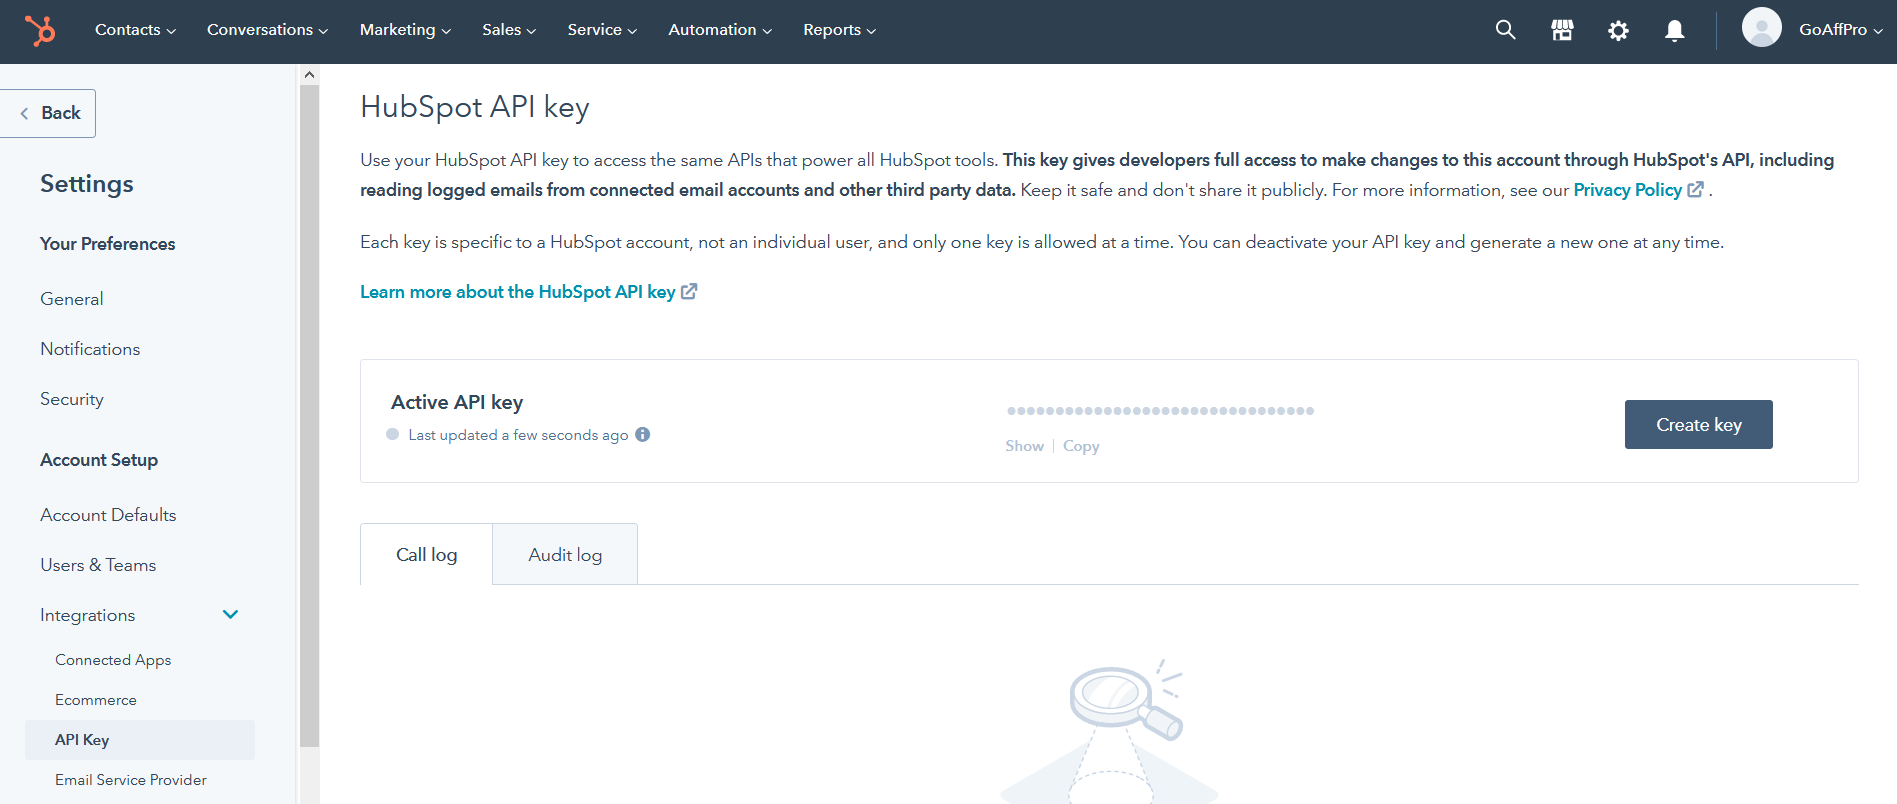 Contacts
Conversations
Marketing
Sales
Service
Automation
Reports
GoAffPro
Back
Settings
Your Preferences
General
Notifications
Security
Account Setup
Account Defaults
Users & Teams
Integrations
Connected Apps
Ecommerce
API Key
Email Service Provider
HubSpot API key
Use your HubSpot API key to access the same APIs that power all HubSpot tools. This key gives developers full access to make changes to this account through HubSpot's API, including
reading logged emails from connected email accounts and other third party data. Keep it safe and don't share it publicly. For more information, see our Privacy Policy .
Each key is specific to a HubSpot account, not an individual user, and only one key is allowed at a time. You can deactivate your API key and generate a new one at any time.
Learn more about the HubSpot API key
Active API key
Last updated a few seconds ago
Show | Copy
Create key
Call log
Audit log